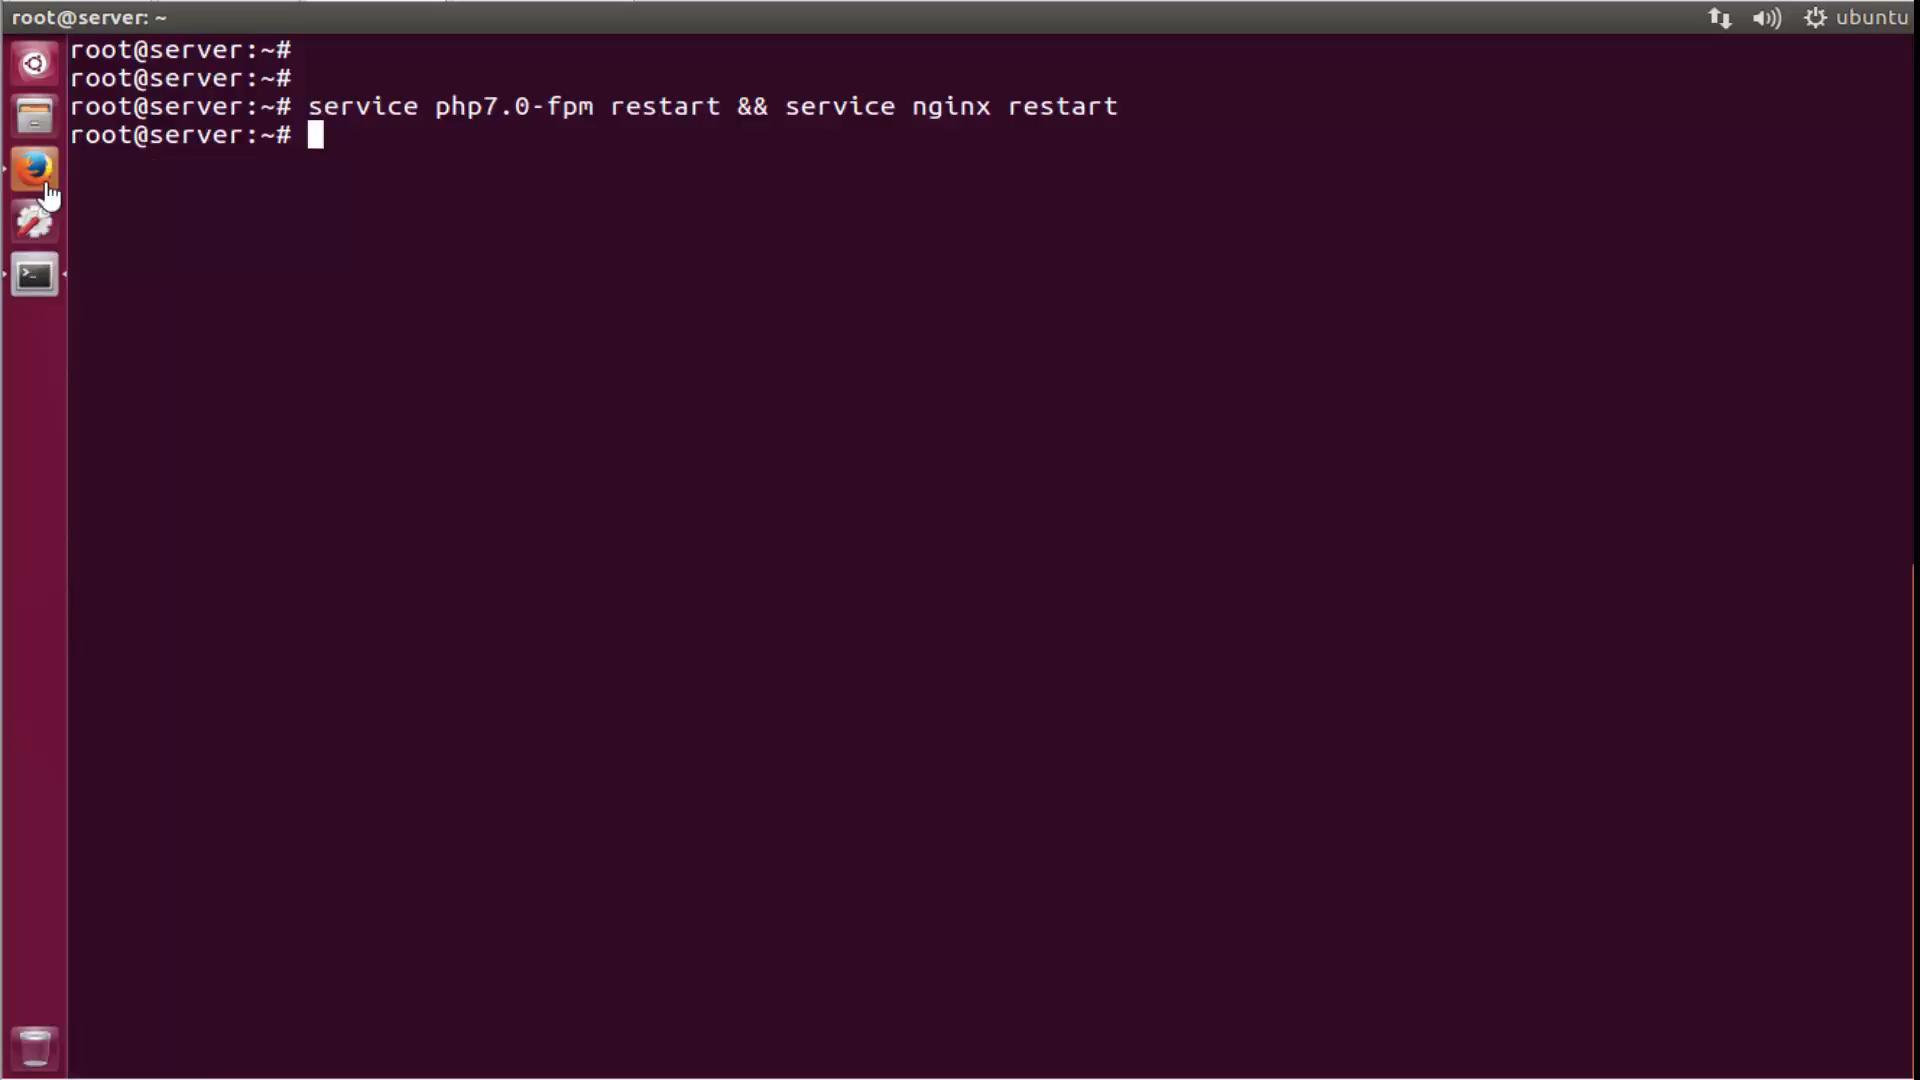 root@server: ~
ubuntu
root@server:~#
root@server:~#
root@server:~# service php7.0-fpm restart && service nginx restart
root@server:~#